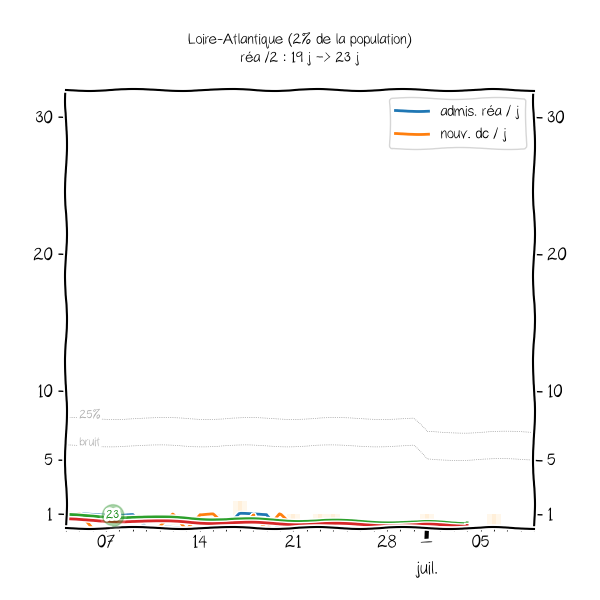 Loire-Atlantique (2% de la population)
réa /2 : 19 j -> 23 j
admis. réa / j
nouv. dc / j
30
30
20
20
10
10
25%
bruit
5
5
1
23
1
07
14
21
28
05
juil.